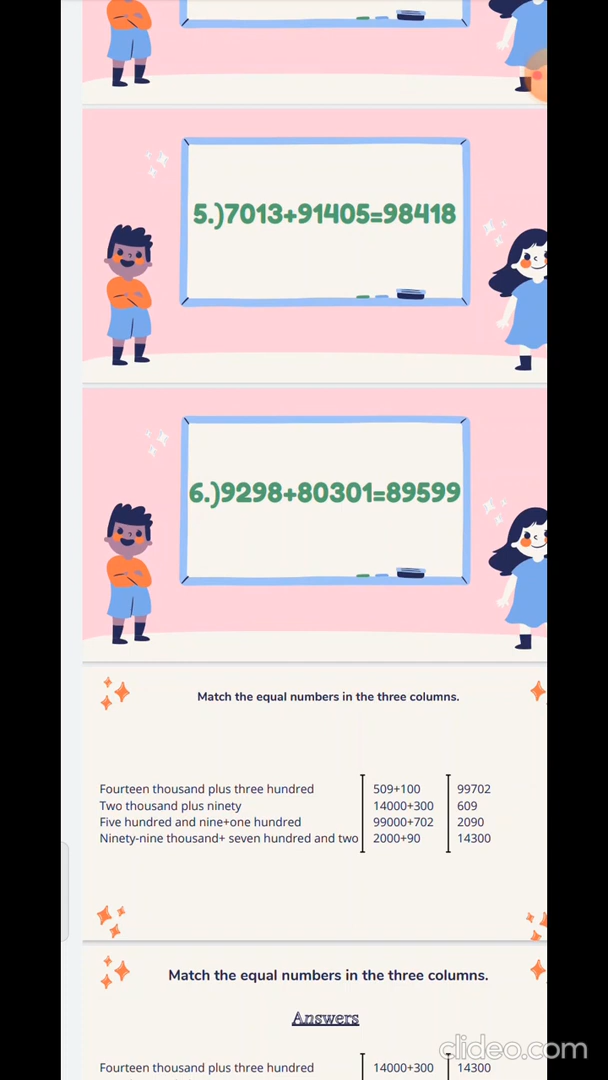 5.)7013+91405=98418
6.)9298+80301=89599
Match the equal numbers in the three columns.
Fourteen thousand plus three hundred 509+100 99702
Two thousand plus ninety 14000+300 609
Five hundred and nine+one hundred 99000+702 2090
Ninety-nine thousand+ seven hundred and two 2000+90 14300
Match the equal numbers in the three columns.
Answers
clideo.com
Fourteen thousand plus three hundred 14000+300 14300